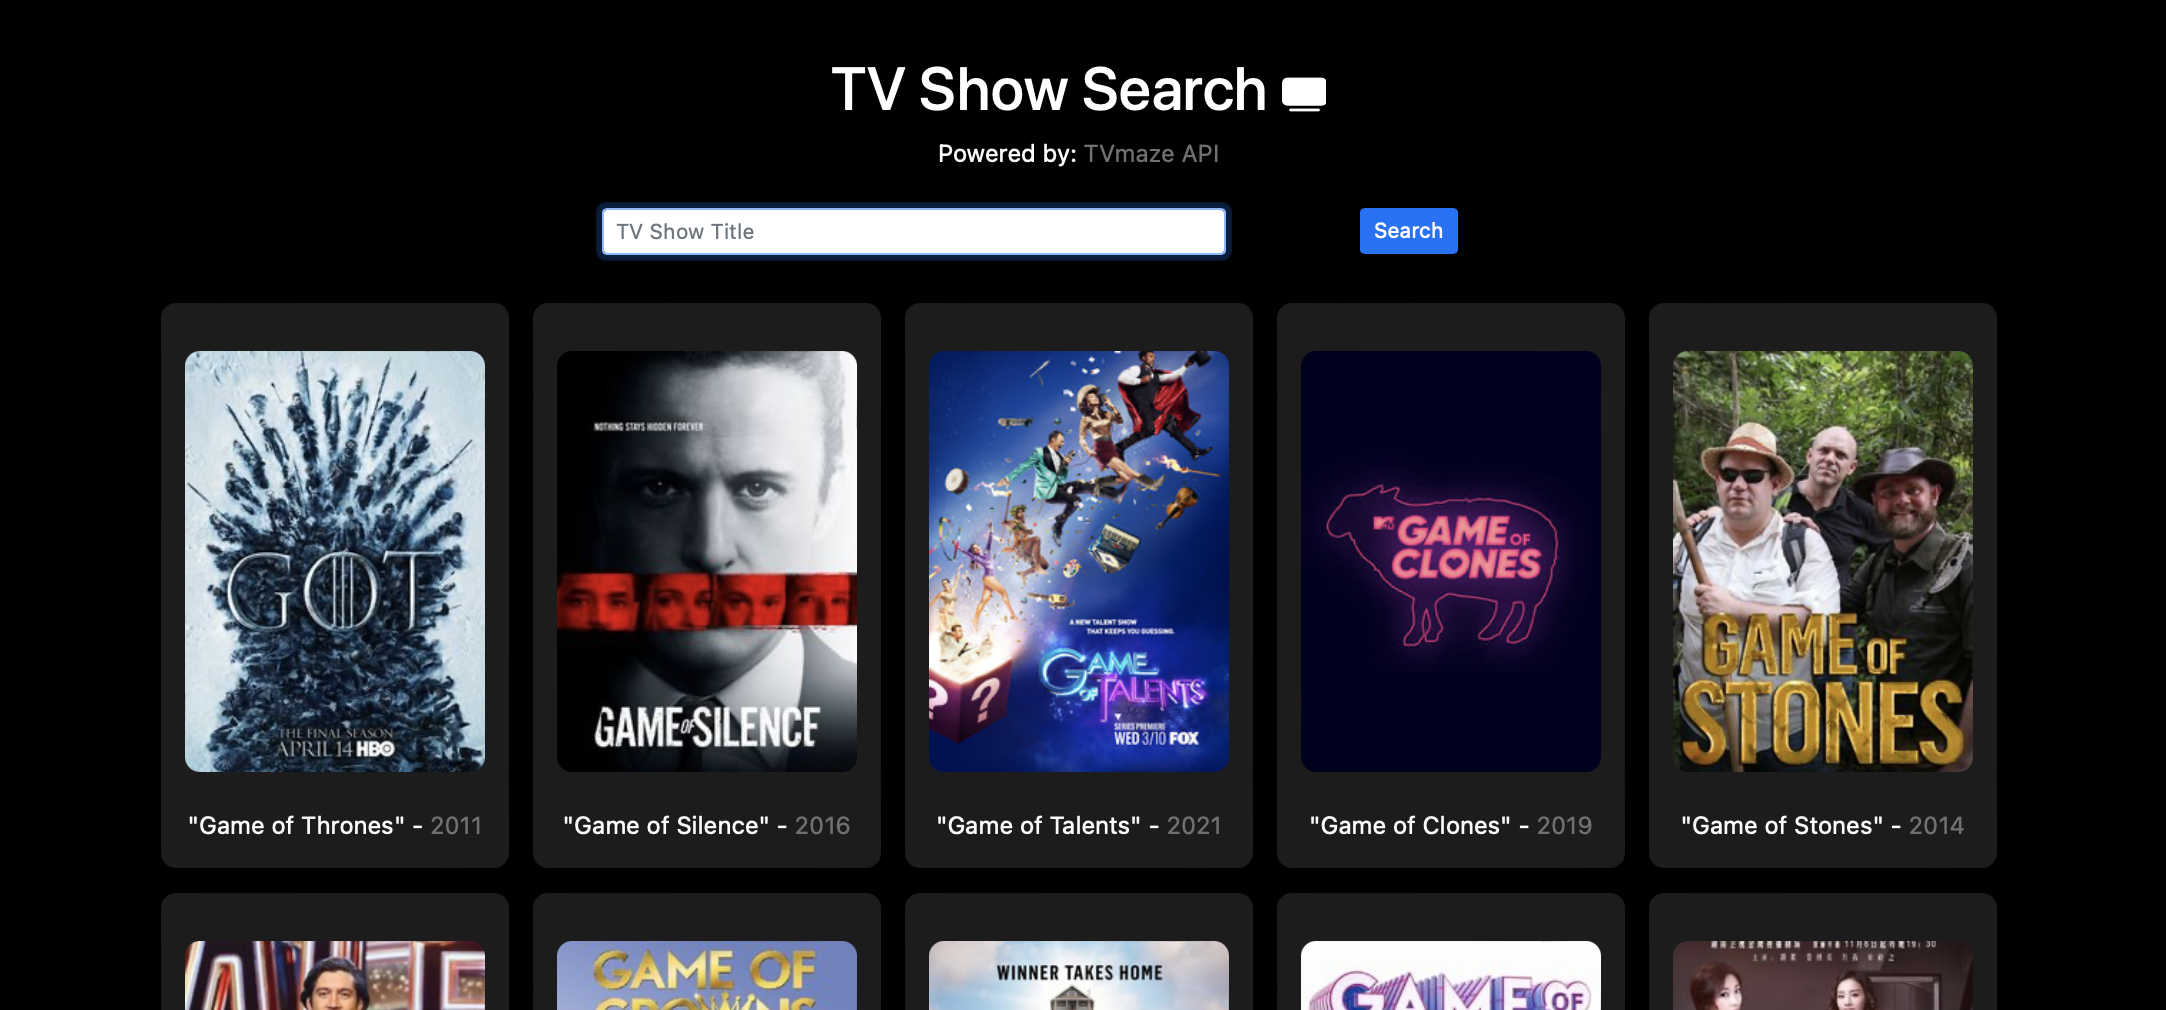 TV Show Search
Powered by: TVmaze API
TV Show Title
Search
GOT
THE FINAL SEASON
APRIL 14 HBO
"Game of Thrones" - 2011
NOTHING STAYS HIDDEN FOREVER
GAME OF SILENCE
"Game of Silence" - 2016
?
?
A NEW TALENT SHOW
THAT KEEPS YOU GUESSING.
GAME
OF TALENTS
SERIES PREMIERE
WED 3/10 FOX
"Game of Talents" - 2021
MTV GAME OF
CLONES
"Game of Clones" - 2019
GAME OF
STONES
"Game of Stones" - 2014
GAME OF
CROWNS
WINNER TAKES HOME
GAME OF